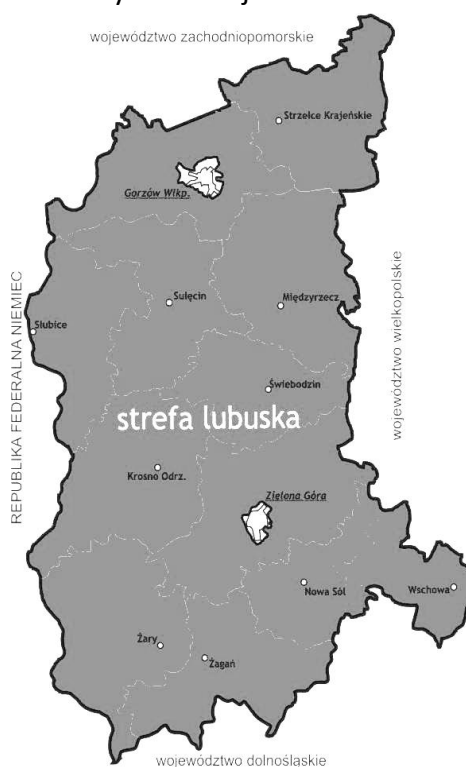 województwo zachodniopomorskie
Strzelce Krajeńskie
Gorzów Wlkp.
REPUBLIKA FEDERALNA NIEMIEC
województwo wielkopolskie
Sulęcin
Międzyrzecz
Słubice
Świebodzin
strefa lubuska
Krosno Odrz.
Zielona Góra
Nowa Sól
Wschowa
Żary
Żagań
województwo dolnośląskie